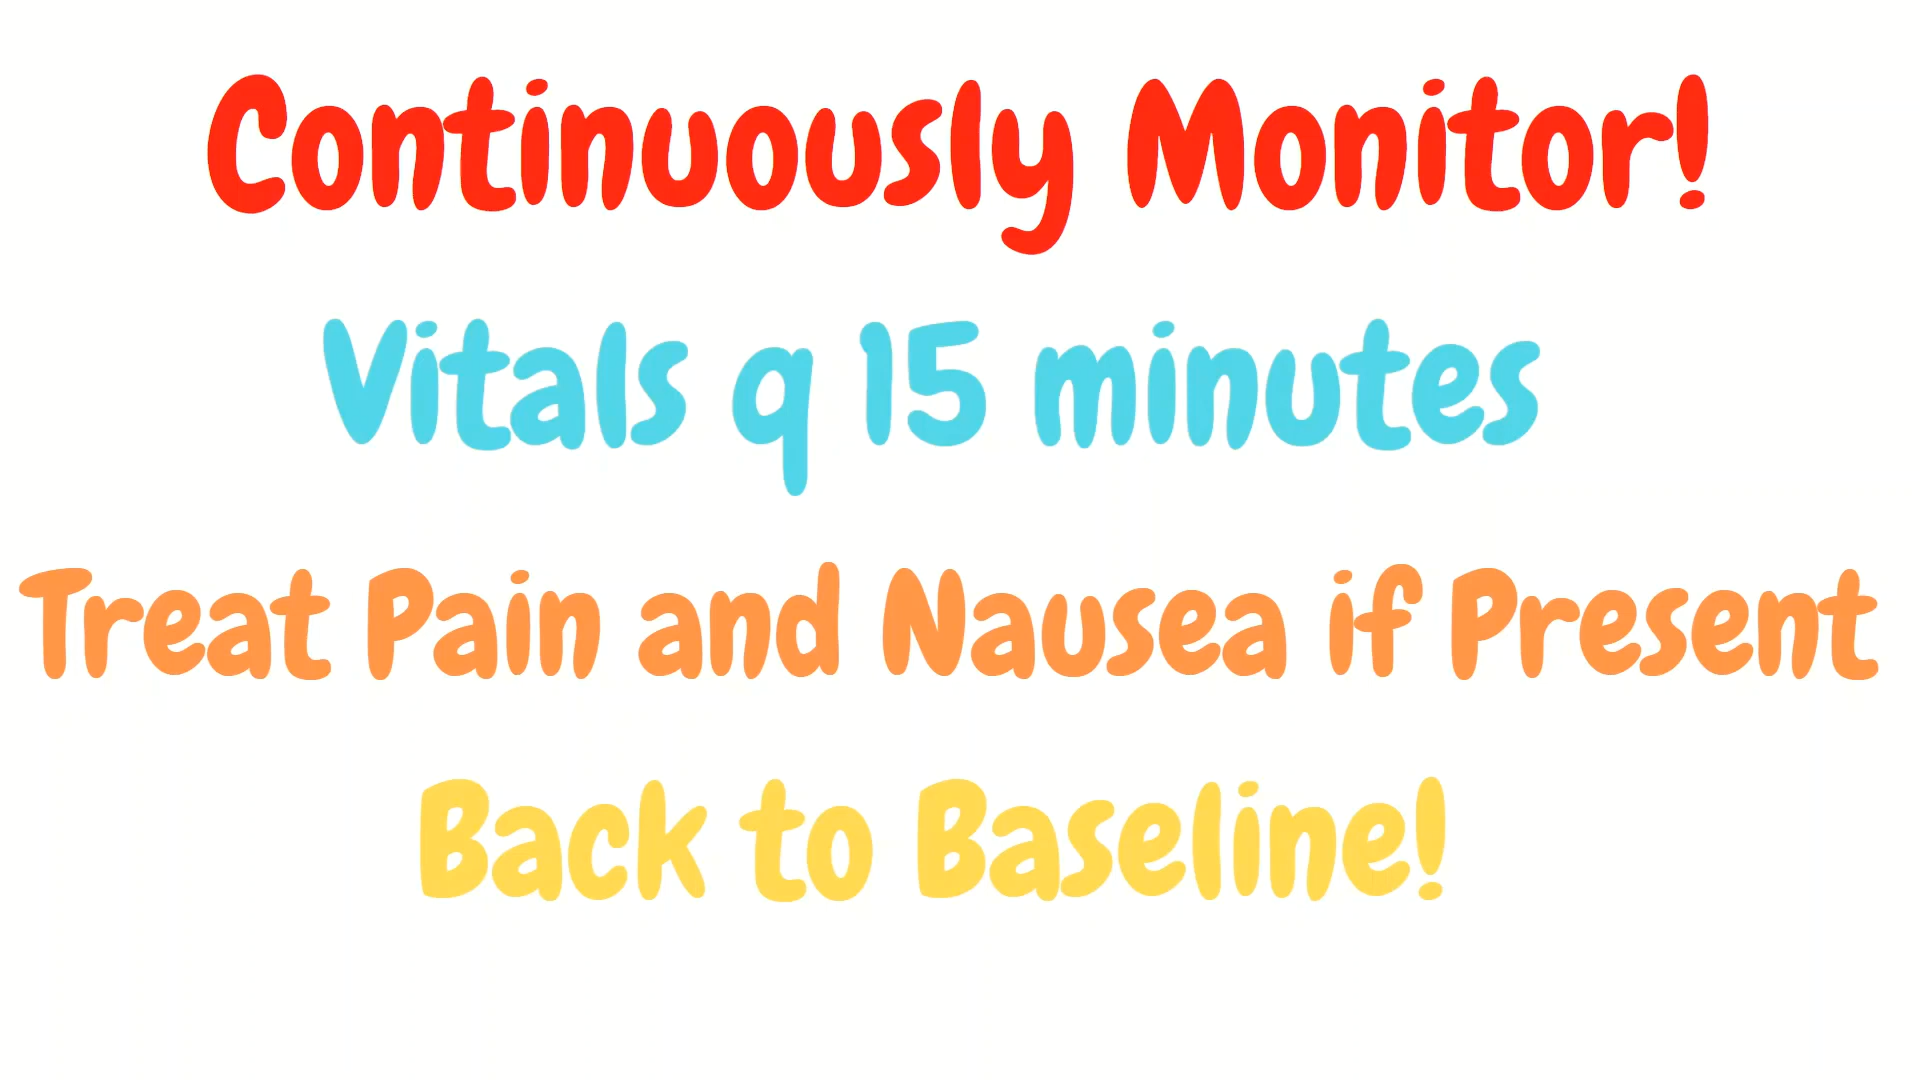 Continuously Monitor!
Vitals q 15 minutes
Treat Pain and Nausea if Present
Back to Baseline!